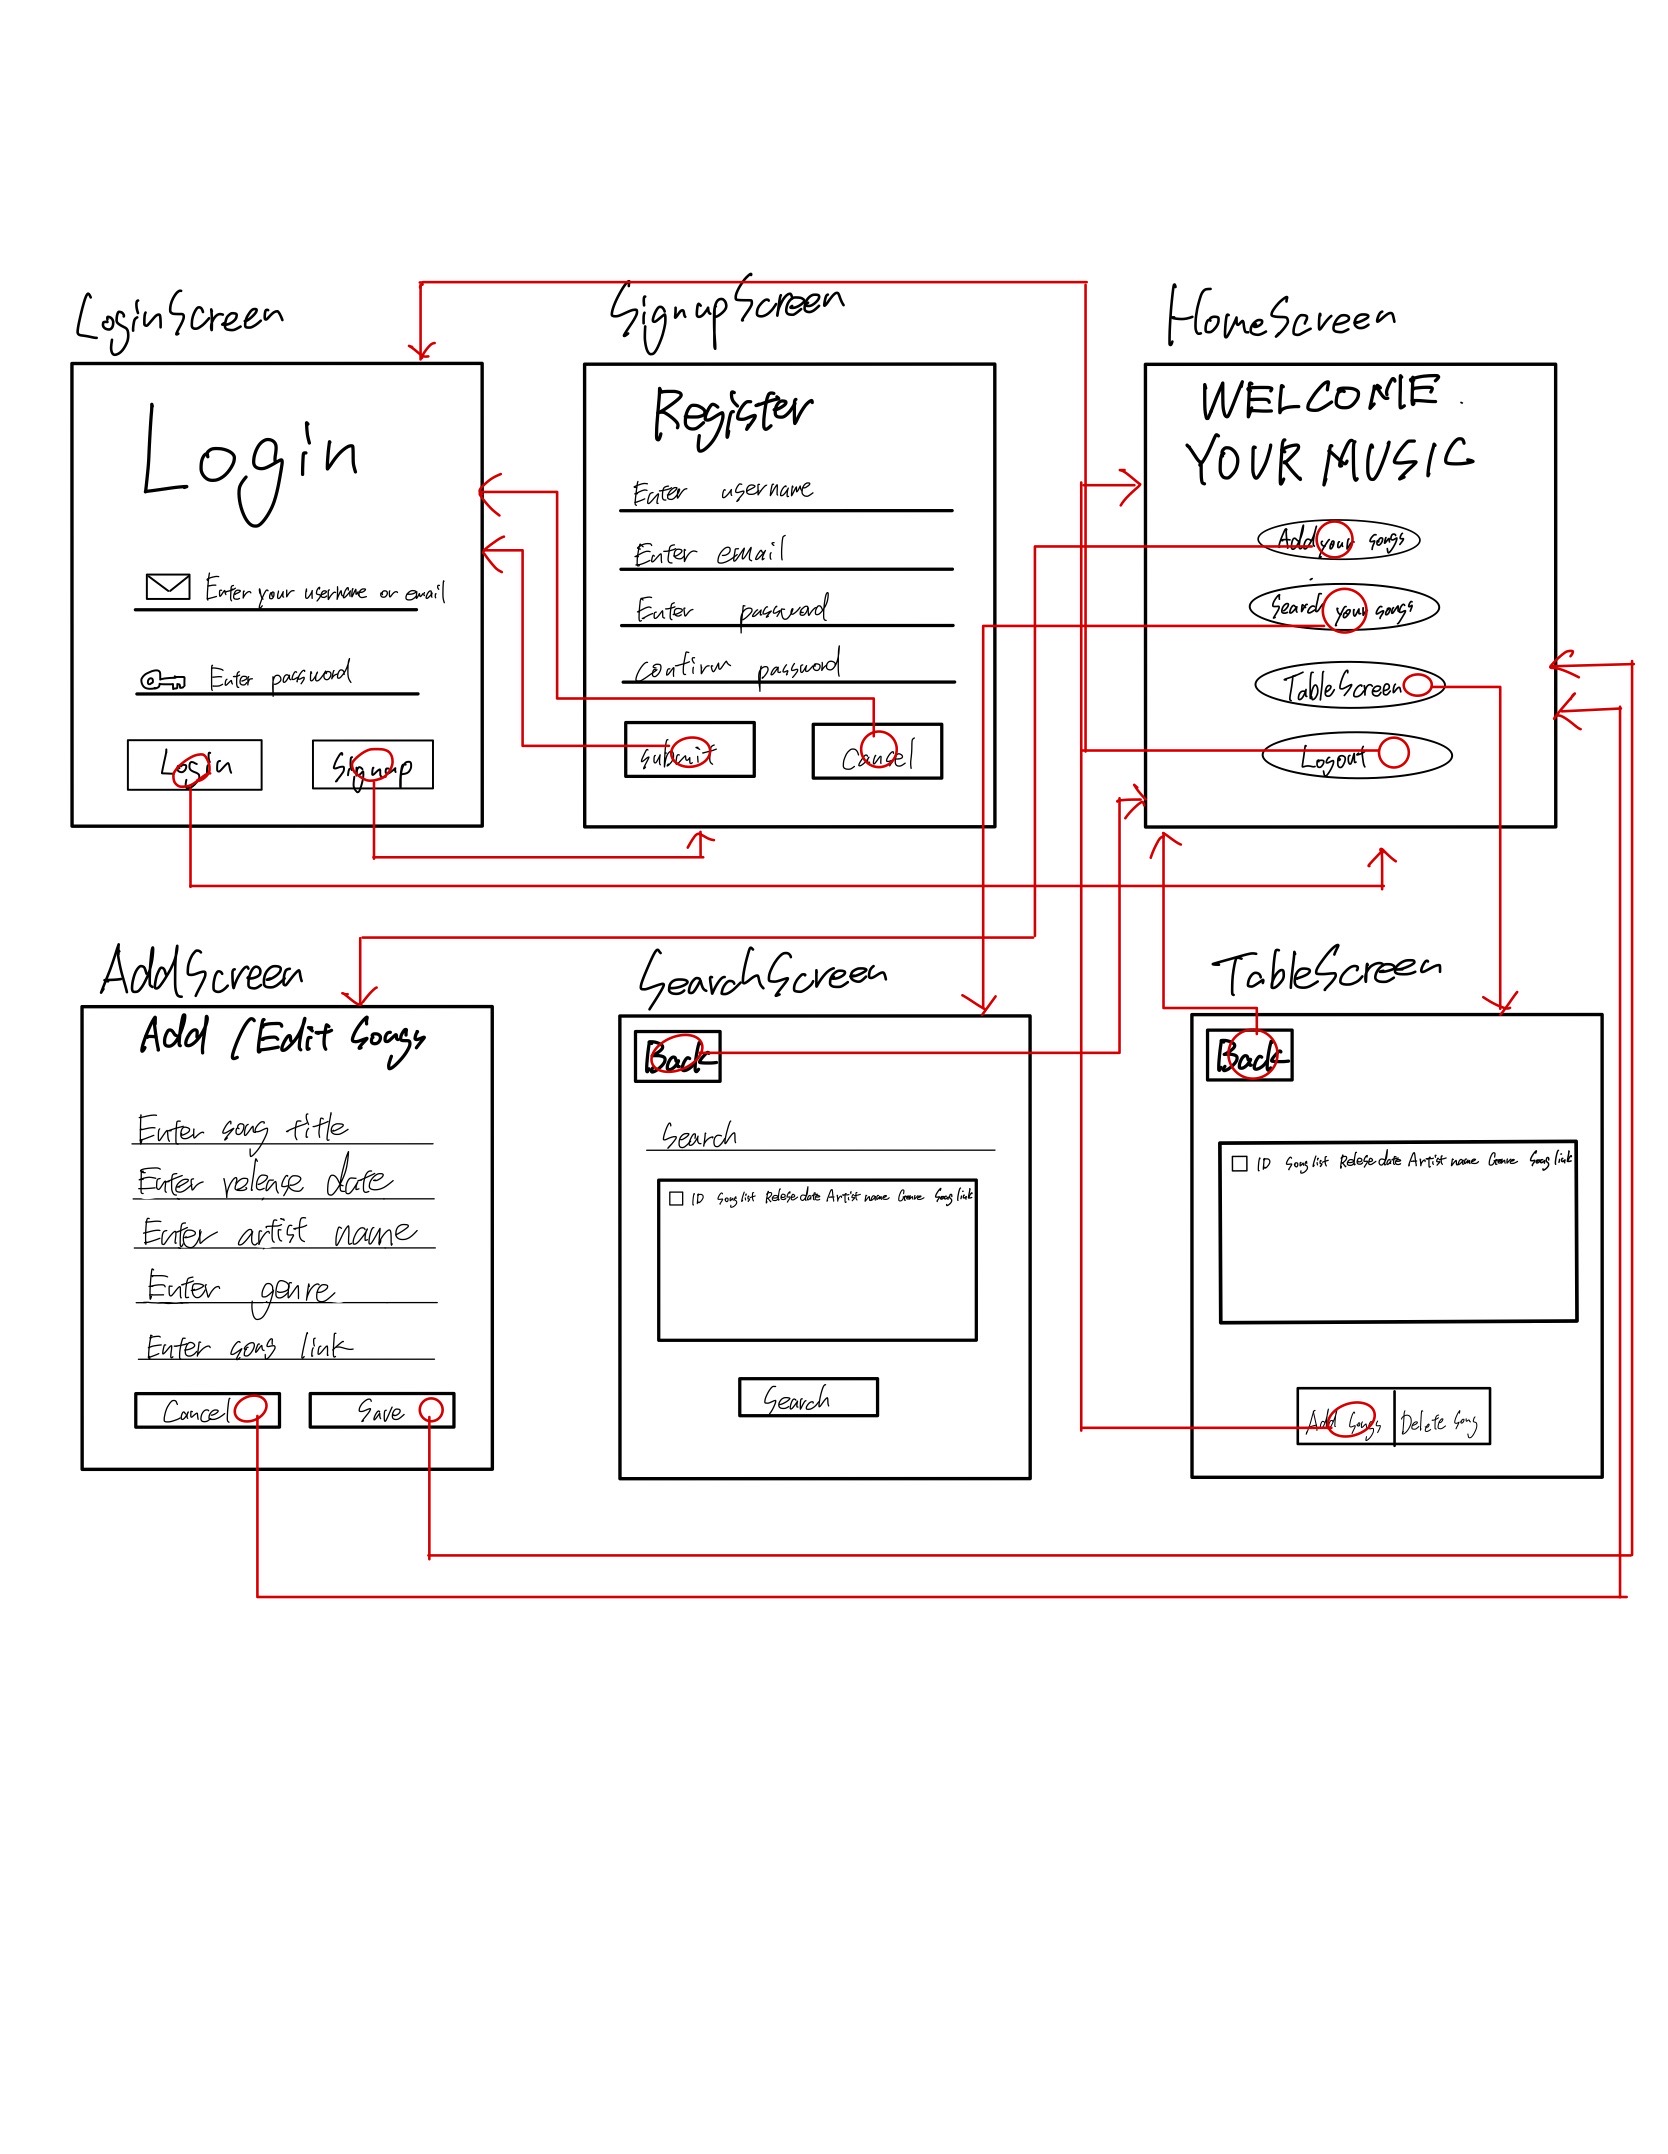 LoginScreen
Login
Enter your username or email
Enter password
Login Signup
SignupScreen
Register
Enter username
Enter email
Enter password
Confirm password
submit Cancel
HomeScreen
WELCOME
YOUR MUSIC
Add your songs
Search your songs
TableScreen
Logout
AddScreen
Add / Edit Songs
Enter song title
Enter release date
Enter artist name
Enter genre
Enter song link
Cancel Save
SearchScreen
Back
Search
ID Song list Relese date Artist name Genre Song link
Search
TableScreen
Back
ID Song list Relese date Artist name Genre Song link
Add Songs Delete Song